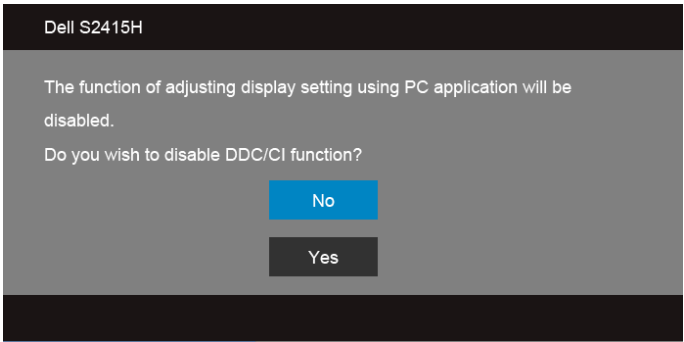 Dell S2415H
The function of adjusting display setting using PC application will be
disabled.
Do you wish to disable DDC/CI function?
No
Yes